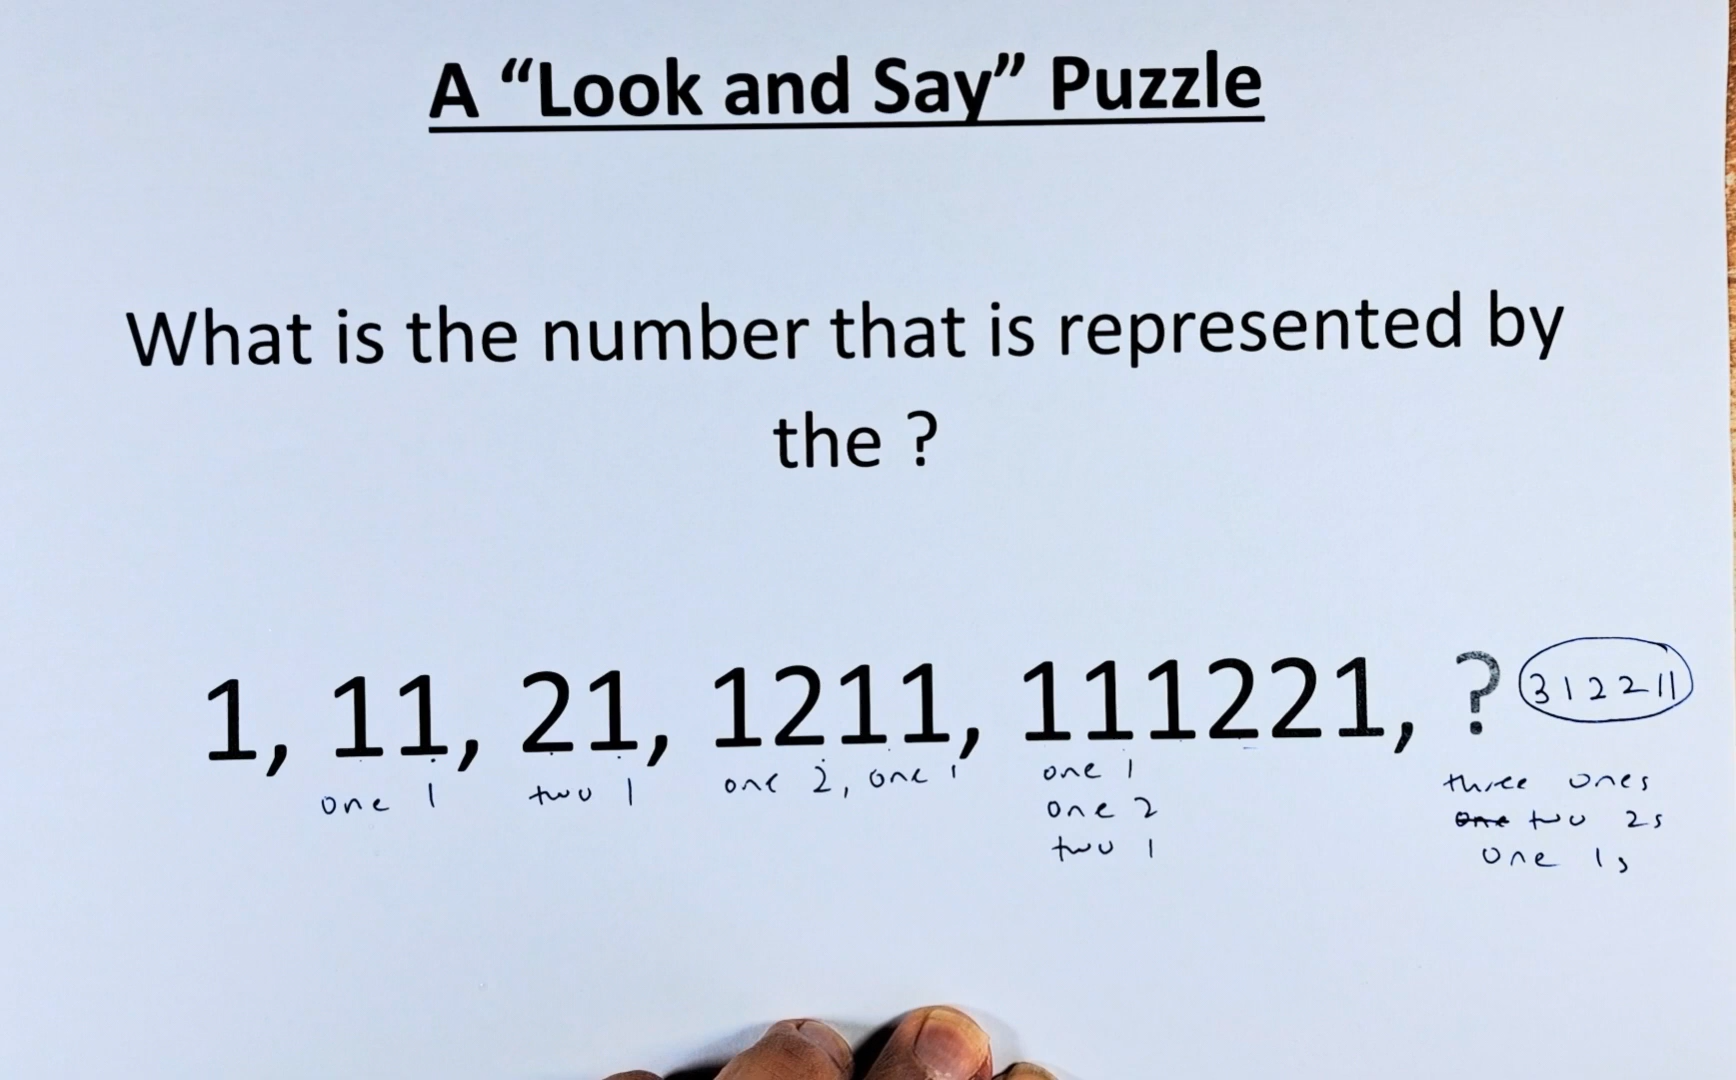 A “Look and Say” Puzzle
What is the number that is represented by
the ?
1, 11, 21, 1211, 111221, ? 312211
one 1 two 1 one 2, one 1 one 1 three ones
one 2 one two 2s
two 1 one 1s